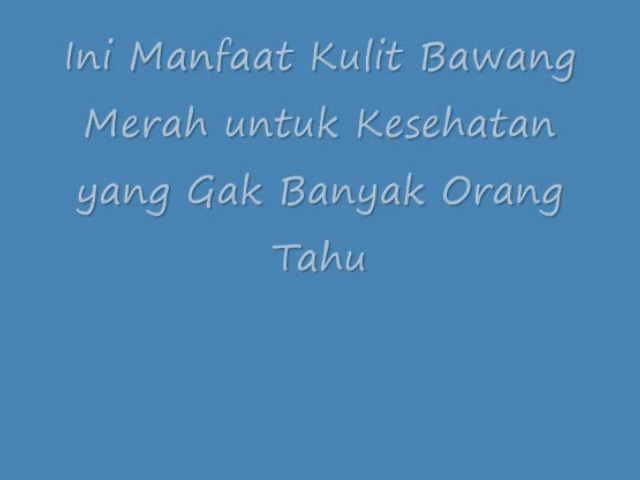 Ini Manfaat Kulit Bawang
Merah untuk Kesehatan
yang Gak Banyak Orang
Tahu